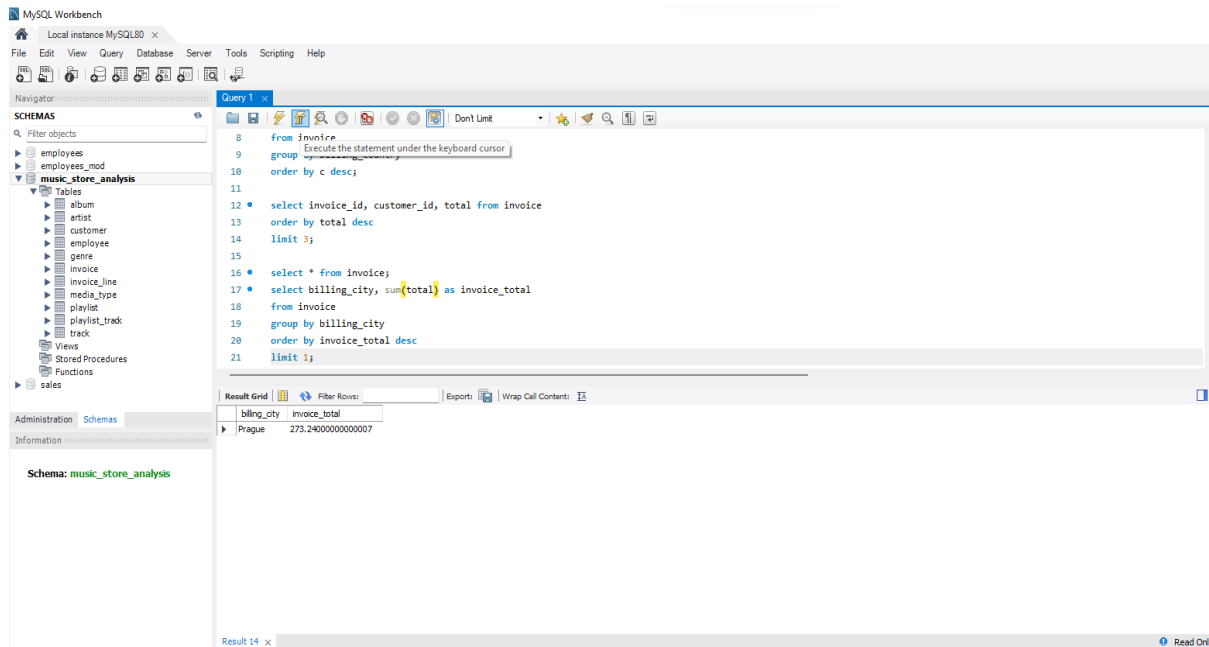 MySQL Workbench
Local instance MySQL80 ×
File Edit View Query Database Server Tools Scripting Help
Navigator
Query 1 ×
SCHEMAS
Don't Limit
Filter objects
employees
employees_mod
music_store_analysis
Tables
album
artist
customer
employee
genre
invoice
invoice_line
media_type
playlist
playlist_track
track
Views
Stored Procedures
Functions
sales
Administration Schemas
Information
Schema: music_store_analysis
8 from invoice
Execute the statement under the keyboard cursor
9 group by billing_country
10 order by c desc;
11
12 select invoice_id, customer_id, total from invoice
13 order by total desc
14 limit 3;
15
16 select * from invoice;
17 select billing_city, sum(total) as invoice_total
18 from invoice
19 group by billing_city
20 order by invoice_total desc
21 limit 1;
Result Grid Filter Rows: Export: Wrap Cell Content: IA
billing_city invoice_total
Prague 273.24000000000007
Result 14 ×
Read Onl